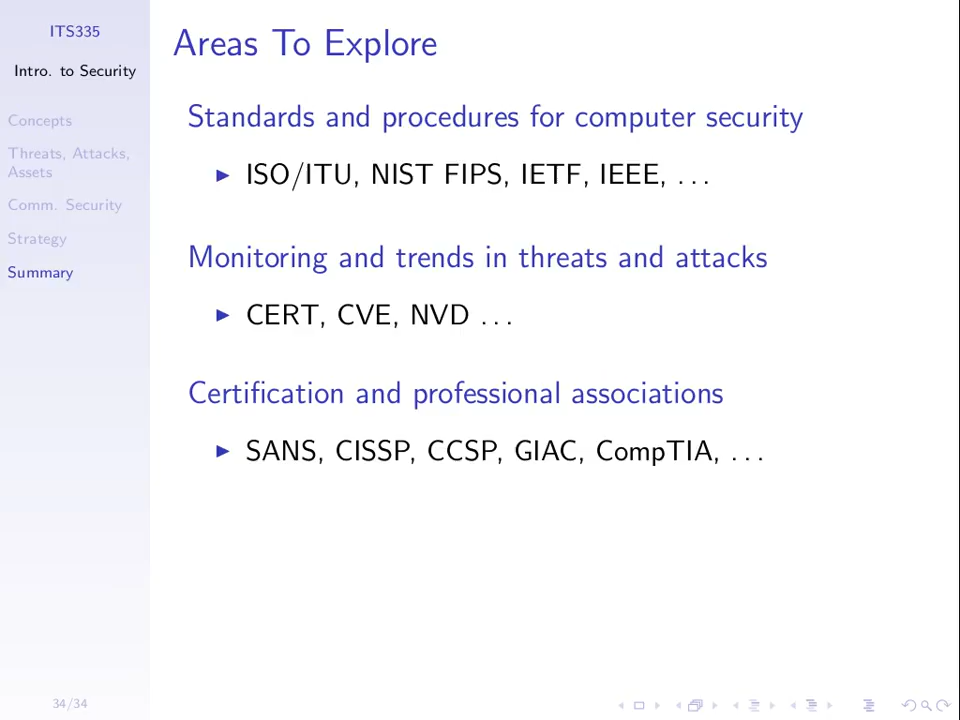 ITS335
Intro. to Security
Concepts
Threats, Attacks,
Assets
Comm. Security
Strategy
Summary
34/34
Areas To Explore
Standards and procedures for computer security
▶ ISO/ITU, NIST FIPS, IETF, IEEE, ...
Monitoring and trends in threats and attacks
▶ CERT, CVE, NVD ...
Certification and professional associations
▶ SANS, CISSP, CCSP, GIAC, CompTIA, ...